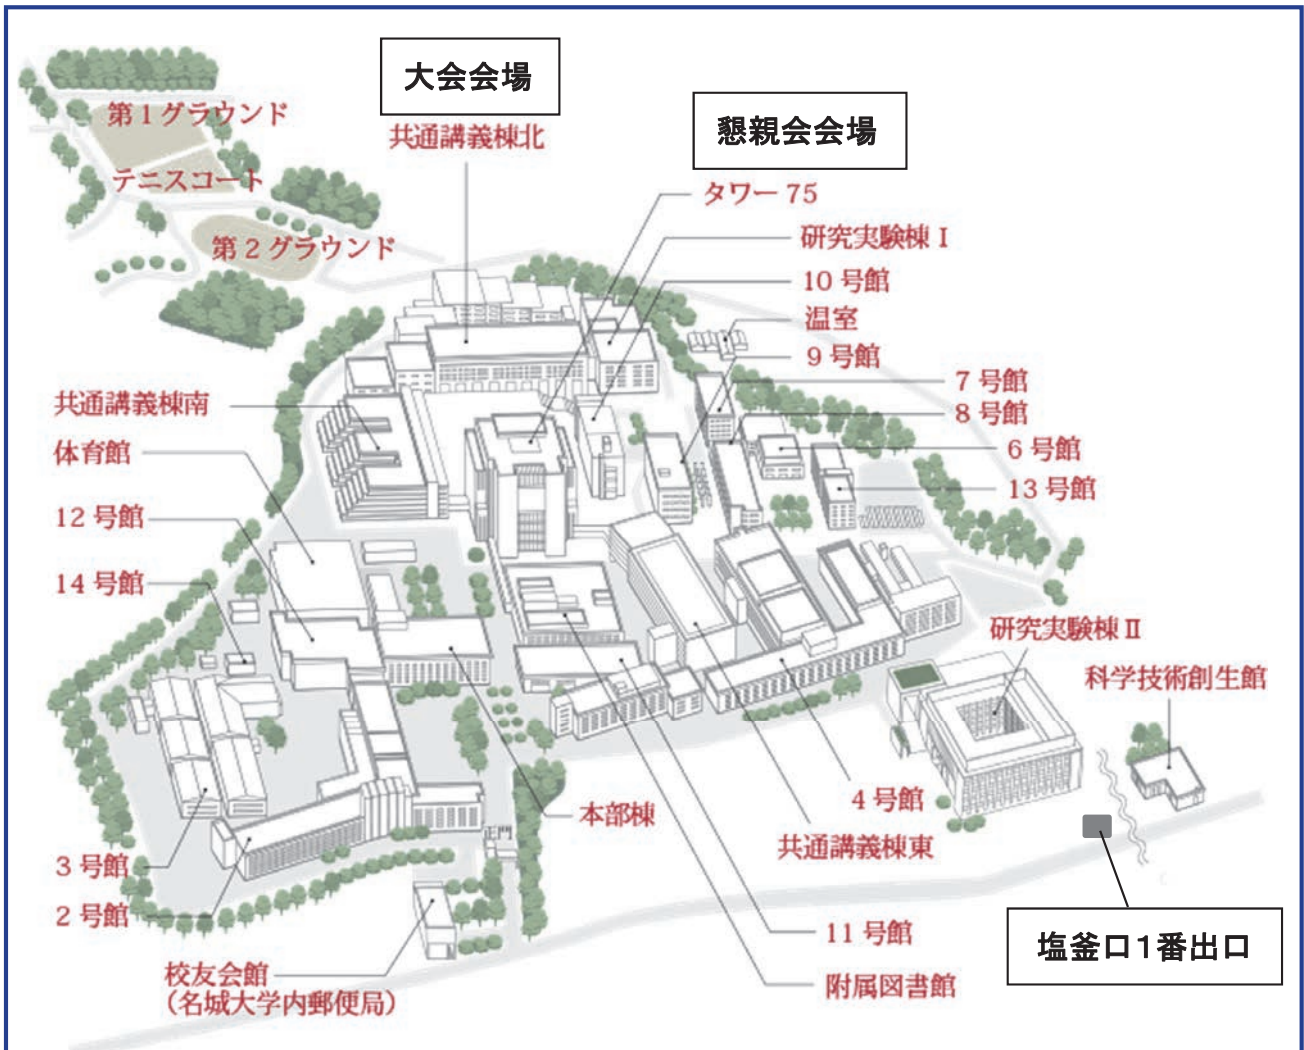 大会会場
共通講義棟北
懇親会会場
第1グラウンド
テニスコート
第2グラウンド
タワー75
研究実験棟Ⅰ
10号館
温室
9号館
7号館
8号館
6号館
13号館
共通講義棟南
体育館
12号館
14号館
研究実験棟Ⅱ
科学技術創生館
4号館
本部棟
共通講義棟東
正門
3号館
2号館
11号館
塩釜口1番出口
校友会館
(名城大学内郵便局)
附属図書館